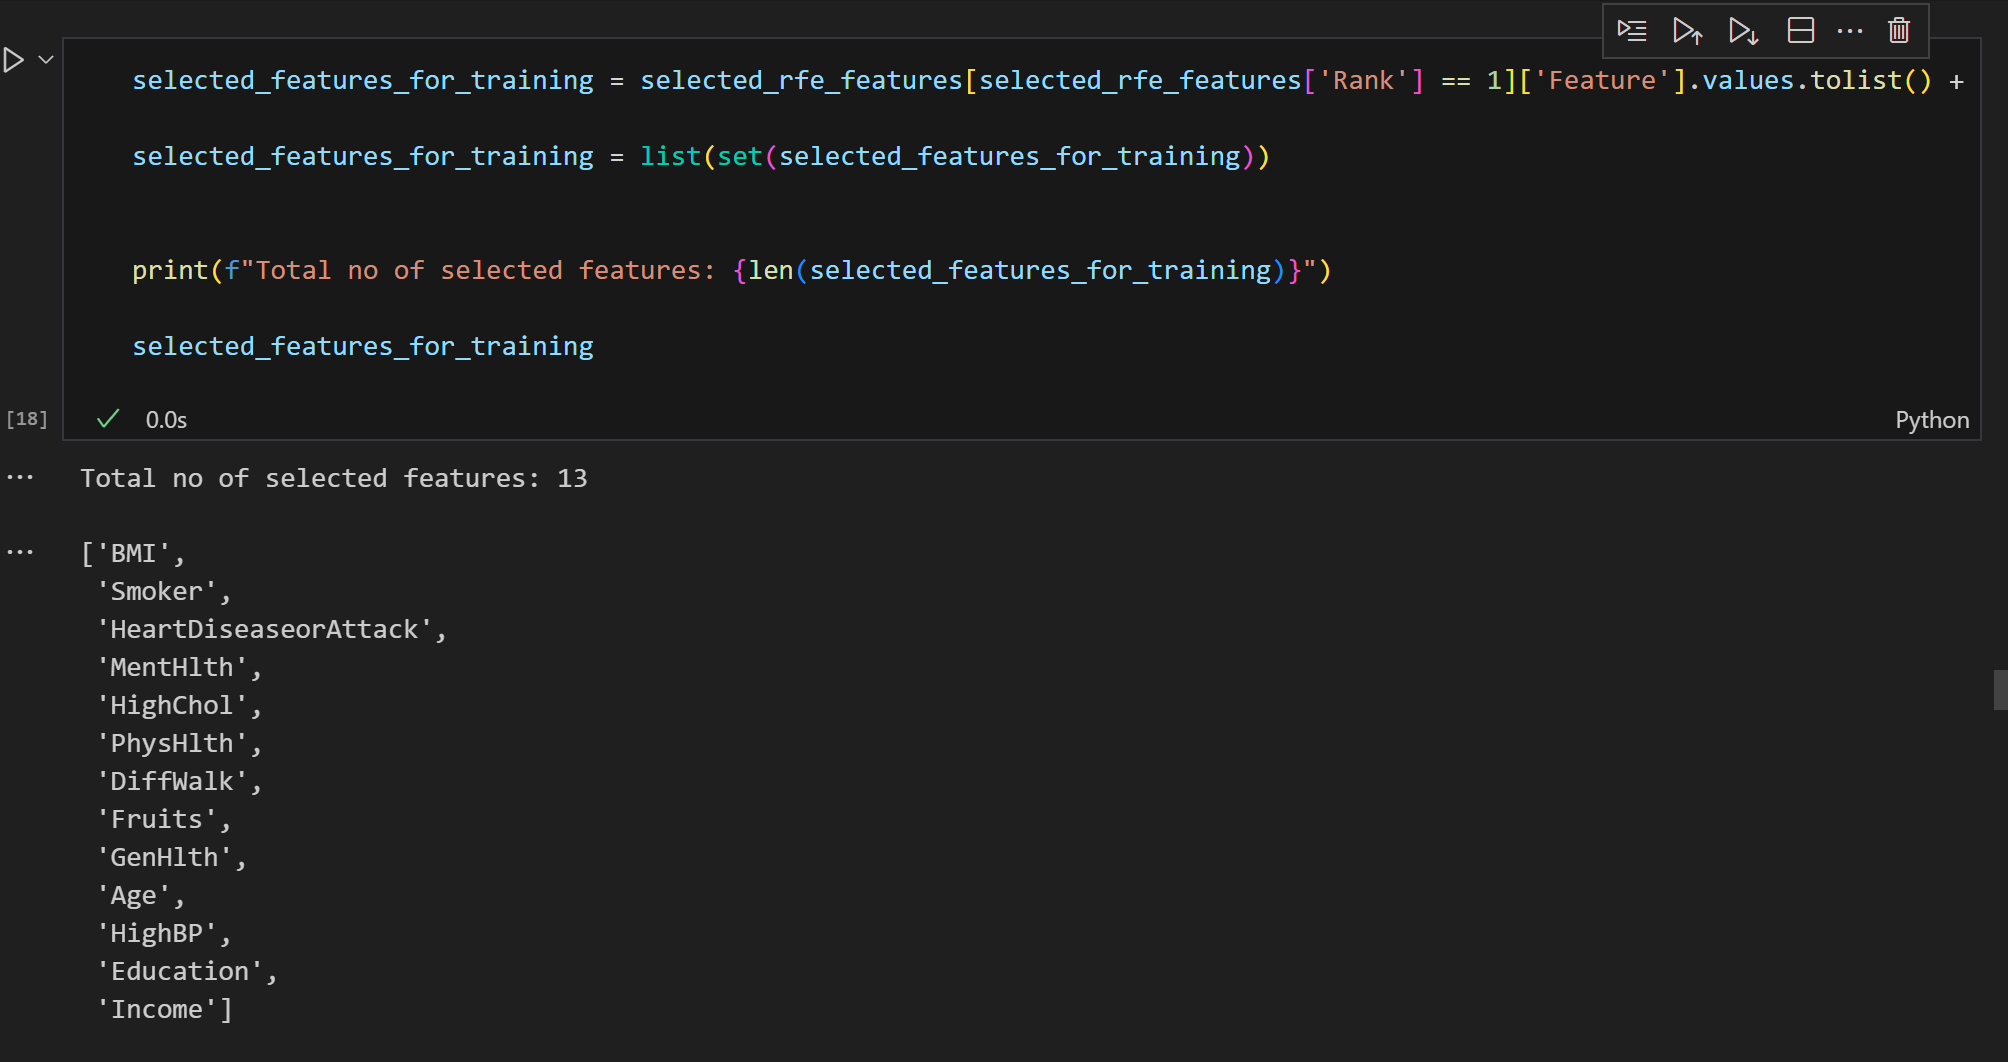 selected_features_for_training = selected_rfe_features[selected_rfe_features['Rank'] == 1]['Feature'].values.tolist() +
selected_features_for_training = list(set(selected_features_for_training))
print(f"Total no of selected features: {len(selected_features_for_training)}")
selected_features_for_training
[18]
0.0s
Python
Total no of selected features: 13
['BMI',
'Smoker',
'HeartDiseaseorAttack',
'MentHlth',
'HighChol',
'PhysHlth',
'DiffWalk',
'Fruits',
'GenHlth',
'Age',
'HighBP',
'Education',
'Income']